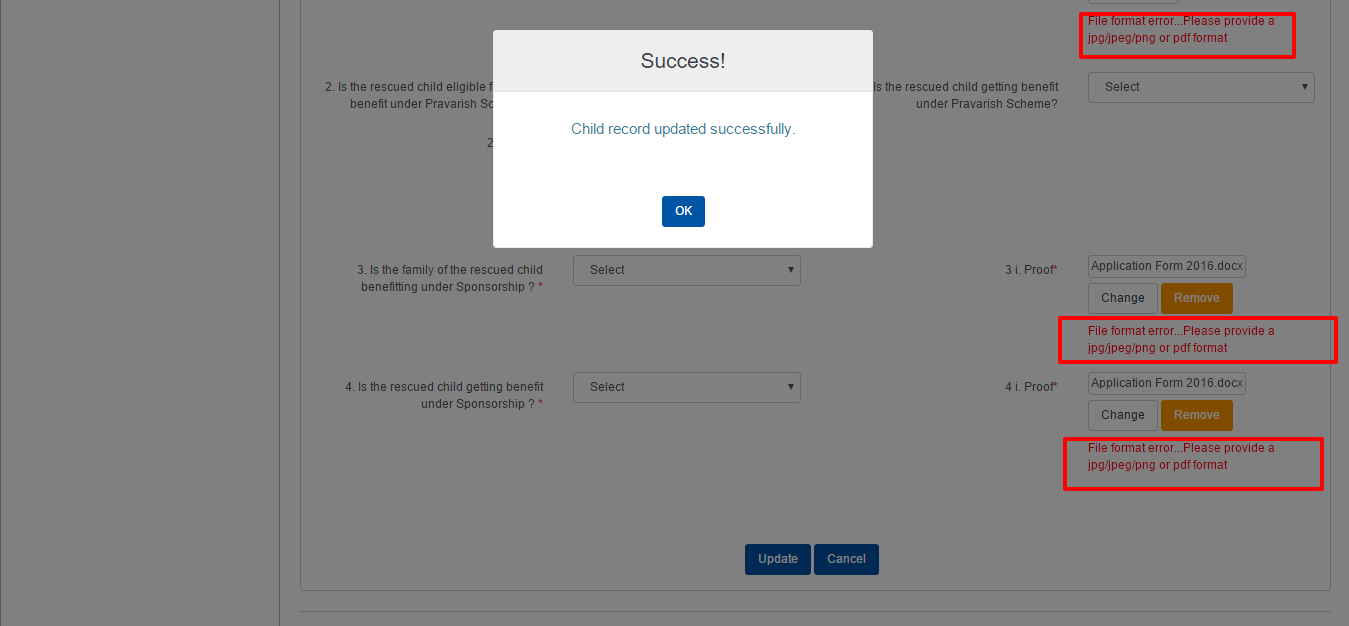 File format error...Please provide a
jpg/jpeg/png or pdf format
Success!
2. Is the rescued child eligible f
benefit under Pravarish Sc
Is the rescued child getting benefit
under Pravarish Scheme?
Select
Child record updated successfully.
2
OK
3. Is the family of the rescued child
benefitting under Sponsorship ? *
Select
3 i. Proof*
Application Form 2016.docx
Change
Remove
File format error...Please provide a
jpg/jpeg/png or pdf format
4. Is the rescued child getting benefit
under Sponsorship ? *
Select
4 i. Proof*
Application Form 2016.docx
Change
Remove
File format error...Please provide a
jpg/jpeg/png or pdf format
Update
Cancel